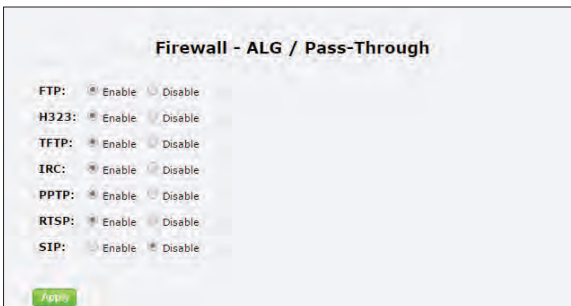 Firewall - ALG / Pass-Through
FTP: Enable Disable
H323: Enable Disable
TFTP: Enable Disable
IRC: Enable Disable
PPTP: Enable Disable
RTSP: Enable Disable
SIP: Enable Disable
Apply